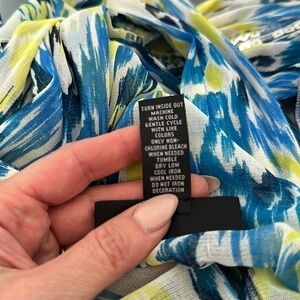 TURN INSIDE OUT
MACHINE
WASH COLD
GENTLE CYCLE
WITH LIKE
COLORS
ONLY NON-
CHLORINE BLEACH
WHEN NEEDED
TUMBLE
DRY LOW
COOL IRON
WHEN NEEDED
DO NOT IRON
DECORATION